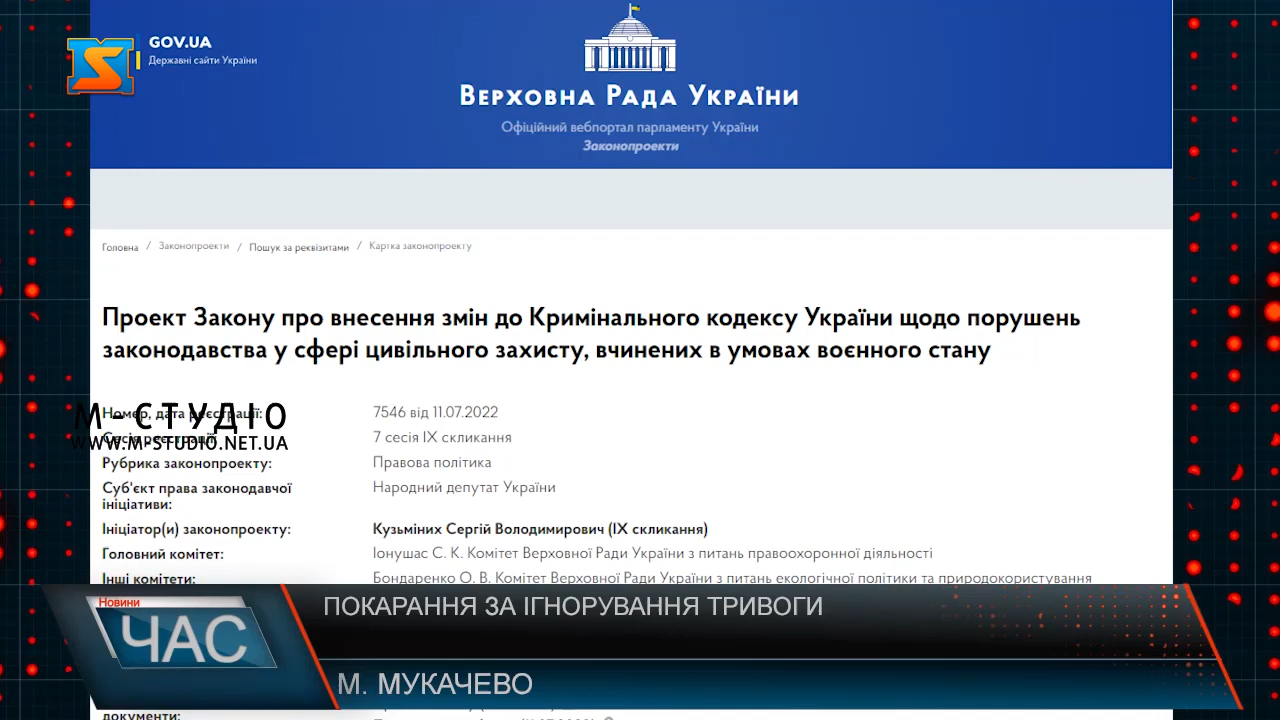 GOV.UA
Державні сайти України
Верховна Рада України
Офіційний вебпортал парламенту України
Законопроекти
Головна / Законопроекти / Пошук за реквізитами / Картка законопроекту
Проект Закону про внесення змін до Кримінального кодексу України щодо порушень
законодавства у сфері цивільного захисту, вчинених в умовах воєнного стану
Номер, дата реєстрації: 7546 від 11.07.2022
М-СТУДІО
Сесія реєстрації: 7 сесія IX скликання
WWW.M-STUDIO.NET.UA
Рубрика законопроекту: Правова політика
Суб'єкт права законодавчої Народний депутат України
ініціативи:
Ініціатор(и) законопроекту: Кузьміних Сергій Володимирович (IX скликання)
Головний комітет: Іонушас С. К. Комітет Верховної Ради України з питань правоохоронної діяльності
Інші комітети: Бондаренко О. В. Комітет Верховної Ради України з питань екологічної політики та природокористування
Новини
ЧАС
ПОКАРАННЯ ЗА ІГНОРУВАННЯ ТРИВОГИ
М. МУКАЧЕВО
документи: